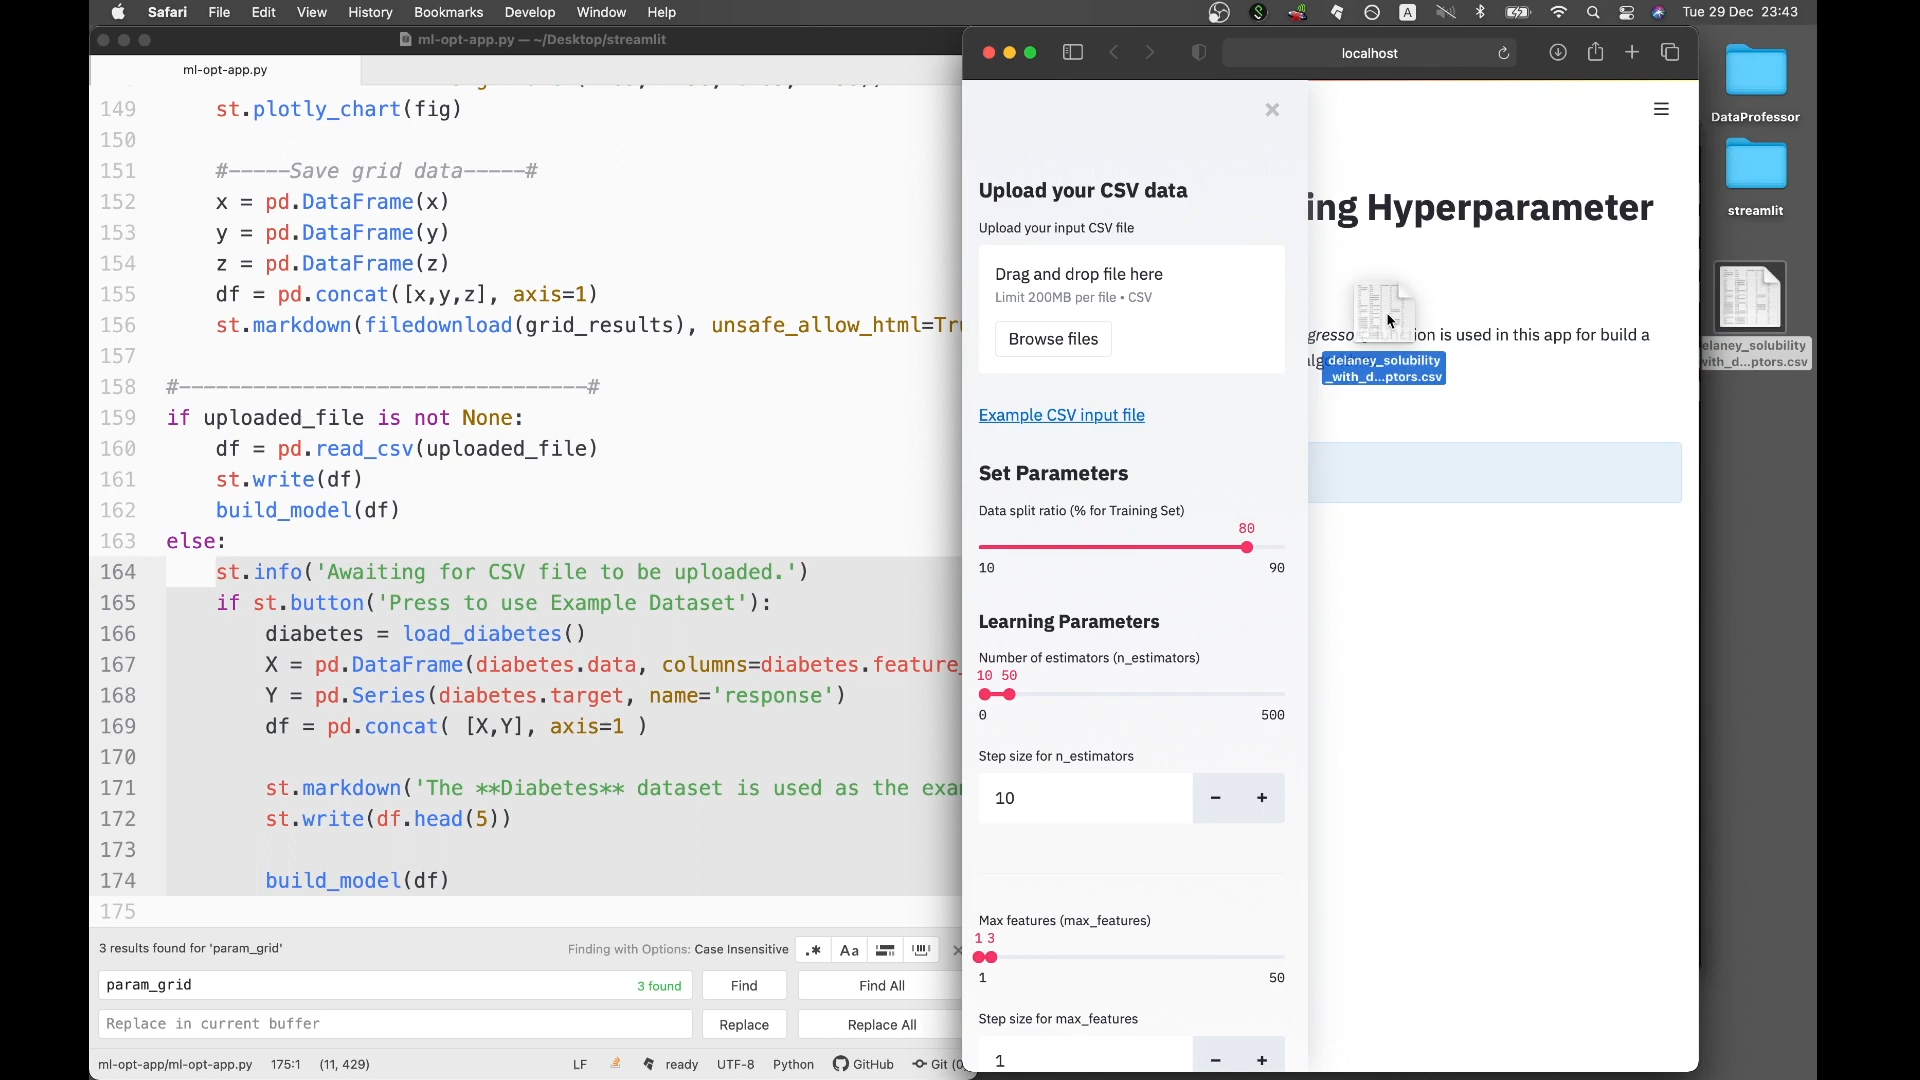 Safari File Edit View History Bookmarks Develop Window Help
A
Tue 29 Dec 23:43
ml-opt-app.py — ~/Desktop/streamlit
ml-opt-app.py
149 st.plotly_chart(fig)
150
151 #-----Save grid data-----#
152 x = pd.DataFrame(x)
153 y = pd.DataFrame(y)
154 z = pd.DataFrame(z)
155 df = pd.concat([x,y,z], axis=1)
156 st.markdown(filedownload(grid_results), unsafe_allow_html=Tr
157
158 #---------------------------------#
159 if uploaded_file is not None:
160 df = pd.read_csv(uploaded_file)
161 st.write(df)
162 build_model(df)
163 else:
164 st.info('Awaiting for CSV file to be uploaded.')
165 if st.button('Press to use Example Dataset'):
166 diabetes = load_diabetes()
167 X = pd.DataFrame(diabetes.data, columns=diabetes.feature_
168 Y = pd.Series(diabetes.target, name='response')
169 df = pd.concat( [X,Y], axis=1 )
170
171 st.markdown('The **Diabetes** dataset is used as the exa
172 st.write(df.head(5))
173
174 build_model(df)
175
3 results found for 'param_grid'
Finding with Options: Case Insensitive
.* Aa
param_grid
3 found
Find
Find All
Replace in current buffer
Replace
Replace All
ml-opt-app/ml-opt-app.py 175:1 (11, 429)
LF ready UTF-8 Python GitHub Git (0
localhost
Upload your CSV data
Upload your input CSV file
Drag and drop file here
Limit 200MB per file • CSV
Browse files
Example CSV input file
Set Parameters
Data split ratio (% for Training Set)
80
10 90
Learning Parameters
Number of estimators (n_estimators)
10 50
0 500
Step size for n_estimators
10 − +
Max features (max_features)
1 3
1 50
Step size for max_features
1 − +
ing Hyperparameter
is used in this app for build a
delaney_solubility
_with_d...ptors.csv
DataProfessor
streamlit
elaney_solubility
with_d...ptors.csv